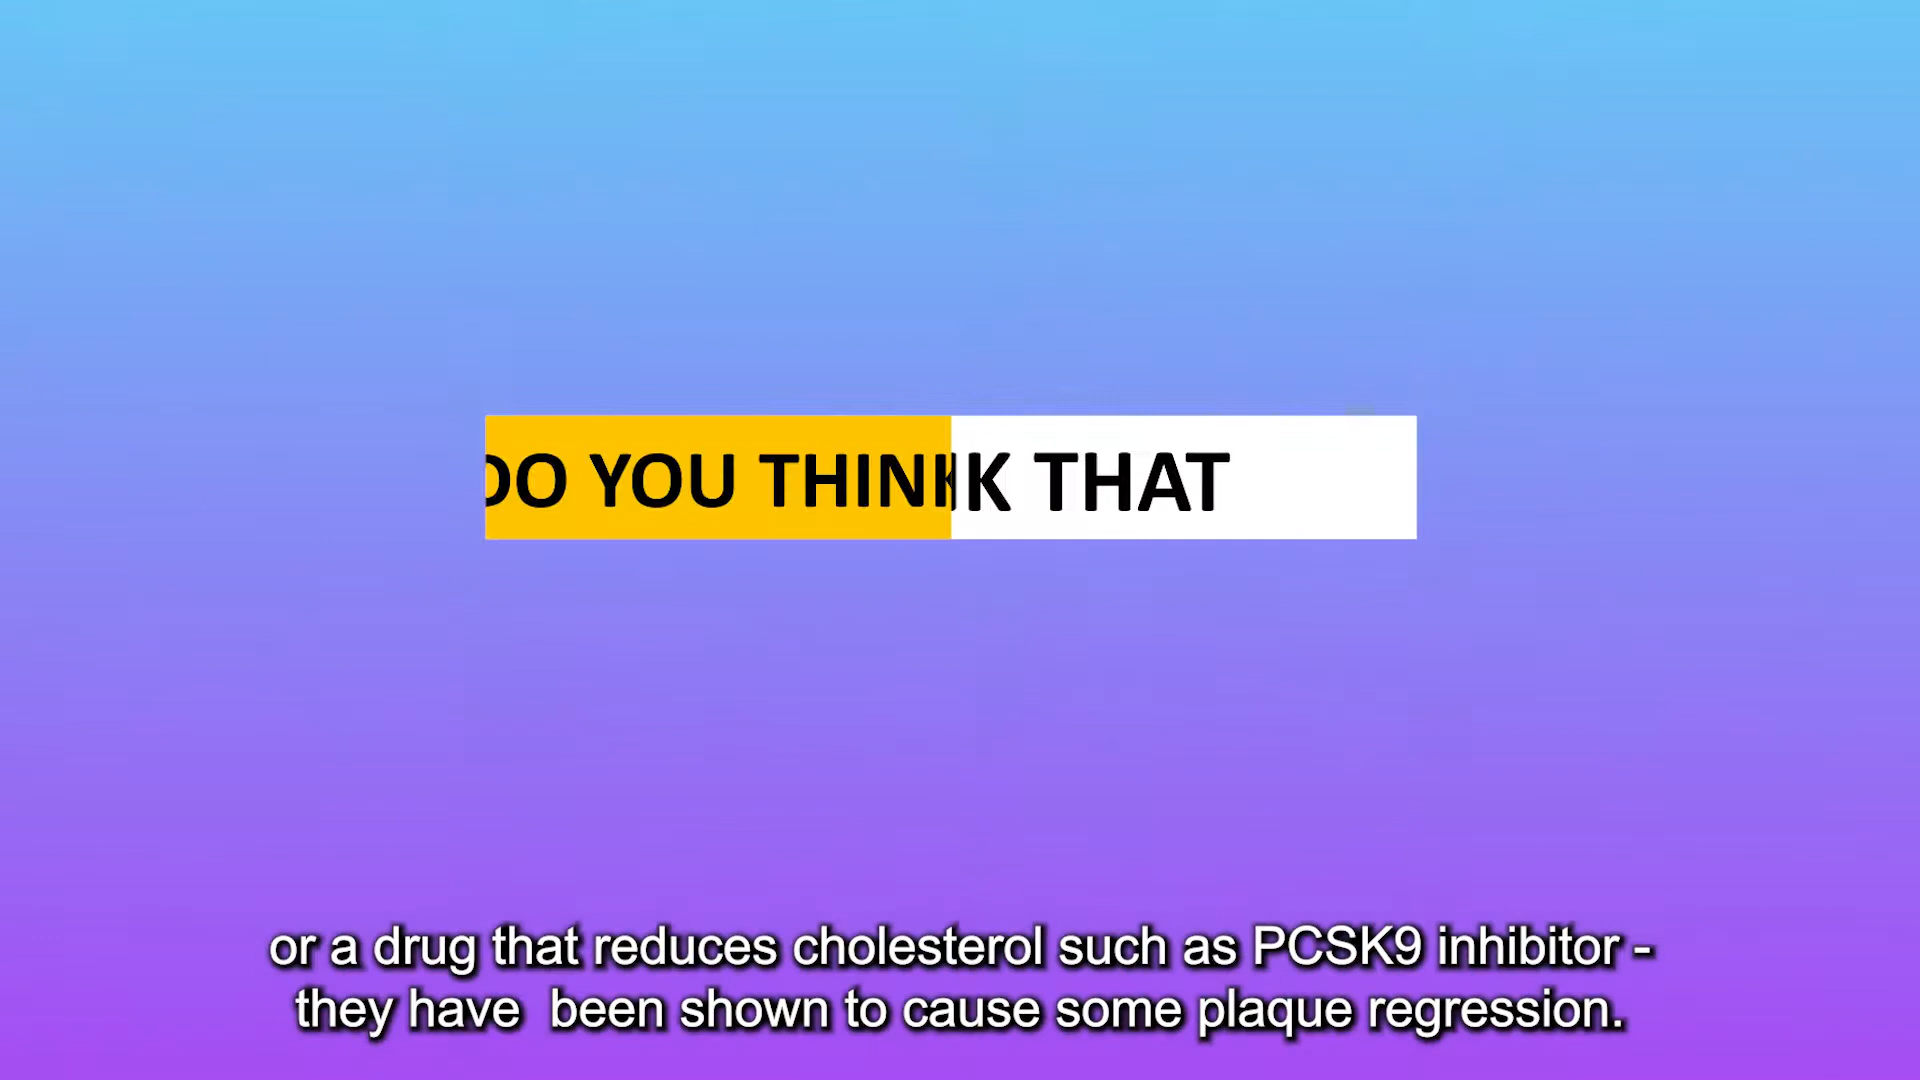 DO YOU THINK THAT
or a drug that reduces cholesterol such as PCSK9 inhibitor -
they have  been shown to cause some plaque regression.